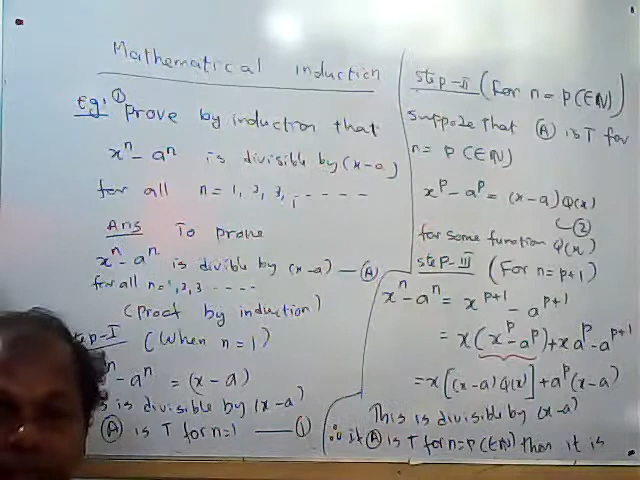 Mathematical induction
Eg: ① Prove by induction that
xⁿ - aⁿ is divisible by (x-a)
for all n = 1, 2, 3, - - - - -
Ans To prove
xⁿ - aⁿ is divible by (x-a) — Ⓐ
for all n=1,2,3 - - - -
(Proof by induction)
step-I (When n=1)
ⁿ - aⁿ = (x-a)
is divisible by (x-a)
Ⓐ is T for n=1 — ①
step-II (For n = P(∈N)
suppose that Ⓐ is T for
n = P(∈N)
xᵖ - aᵖ = (x-a) Q(x)
②
for some function Q(x)
step-III (For n=p+1)
xⁿ - aⁿ = xᵖ⁺¹ - aᵖ⁺¹
= x(xᵖ - aᵖ) + xaᵖ - aᵖ⁺¹
= x[(x-a) Q(x)] + aᵖ(x-a)
This is divisible by (x-a)
∴ if Ⓐ is T for n=P(∈N) then it is